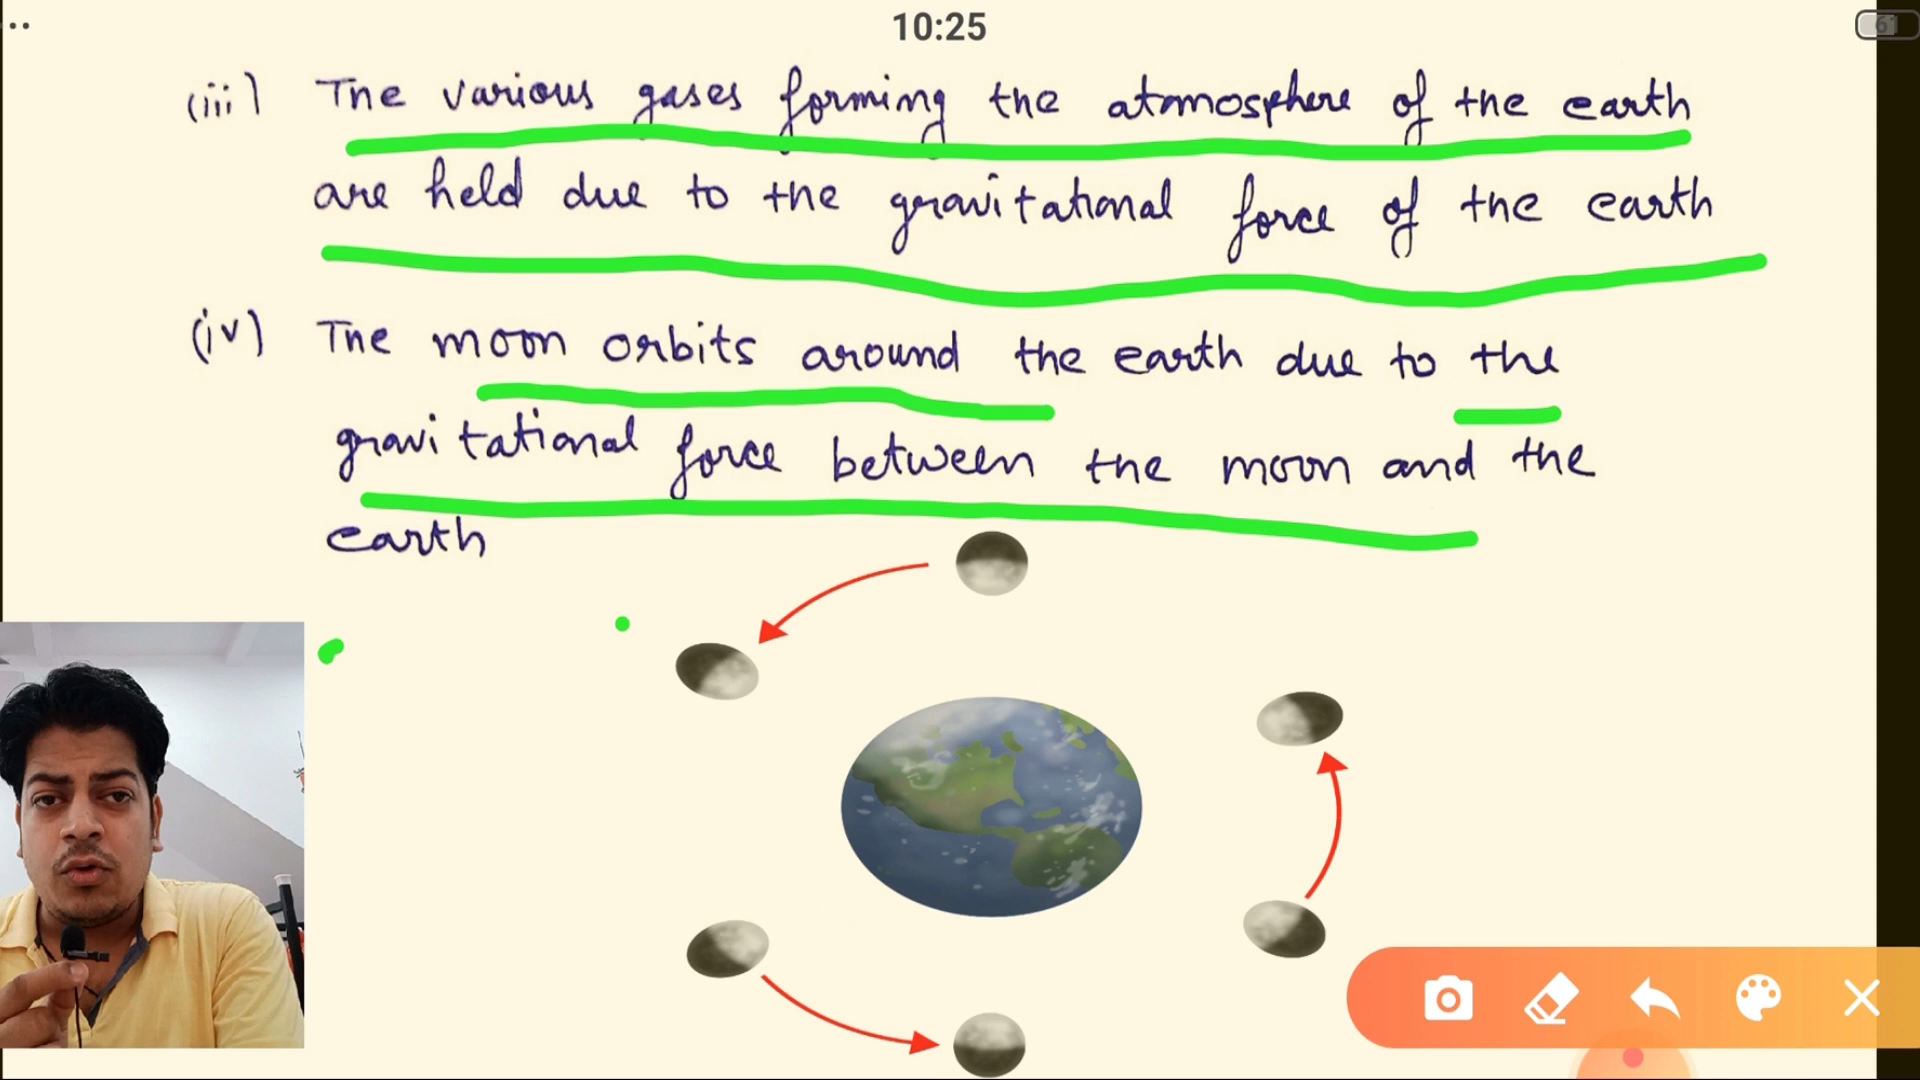 10:25
61
(iii) The various gases forming the atmosphere of the earth
are held due to the gravitational force of the earth
(iv) The moon orbits around the earth due to the
gravitational force between the moon and the
earth